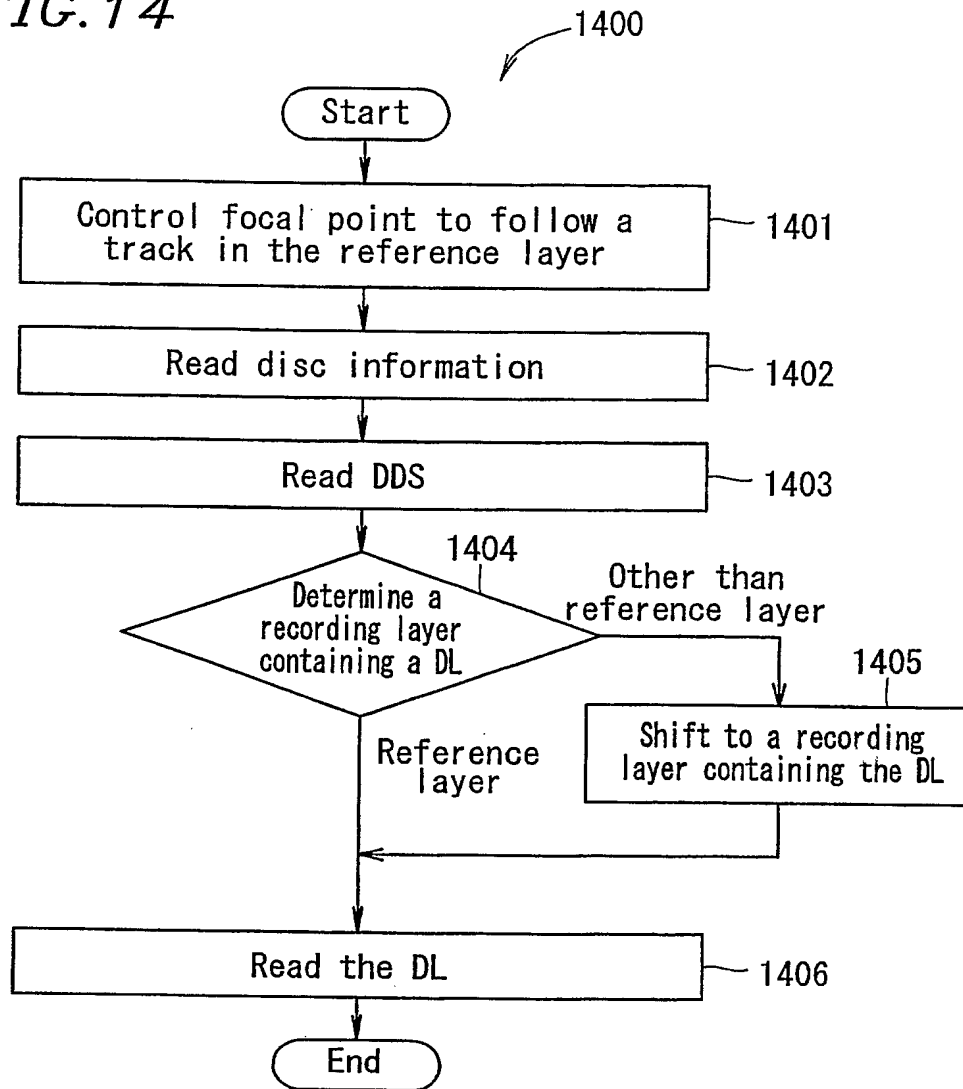 IG. 14
1400
Start
Control focal point to follow a
track in the reference layer
1401
Read disc information
1402
Read DDS
1403
1404
Determine a
recording layer
containing a DL
Other than
reference layer
1405
Shift to a recording
layer containing the DL
Reference
layer
Read the DL
1406
End